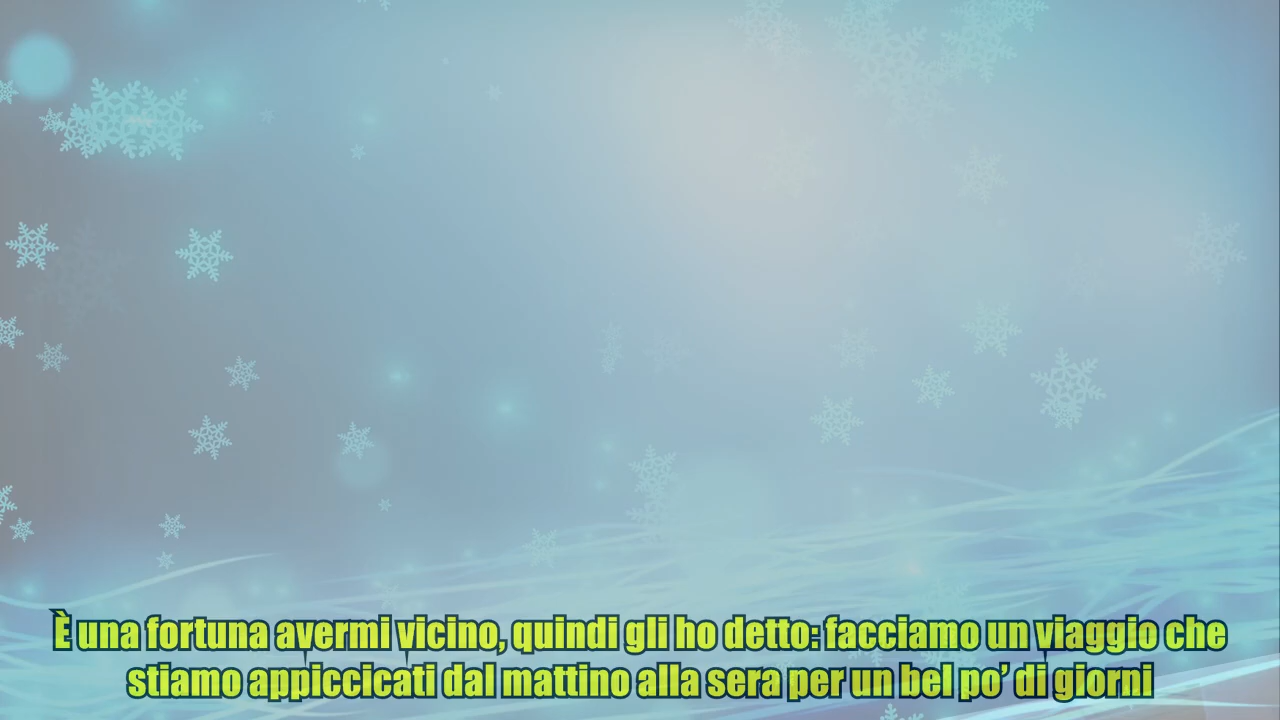 È una fortuna avermi vicino, quindi gli ho detto: facciamo un viaggio che
stiamo appiccicati dal mattino alla sera per un bel po’ di giorni